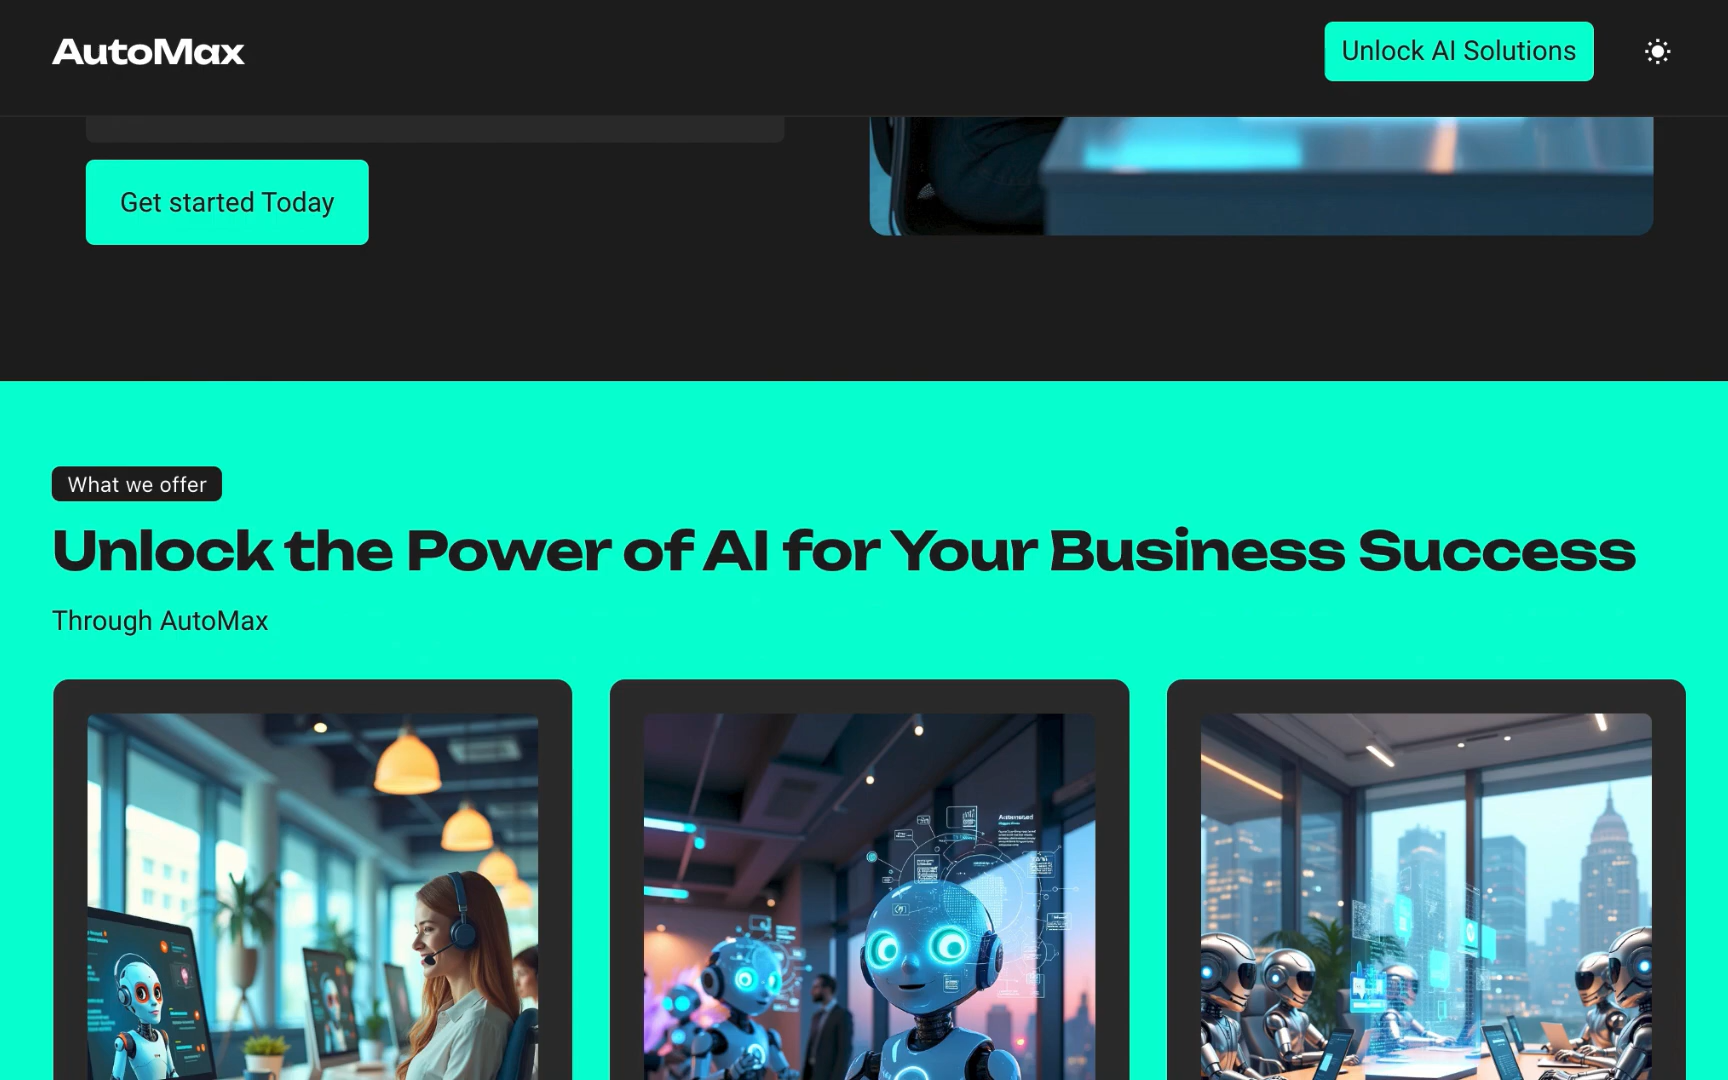 AutoMax
Unlock AI Solutions
Get started Today
What we offer
Unlock the Power of AI for Your Business Success
Through AutoMax